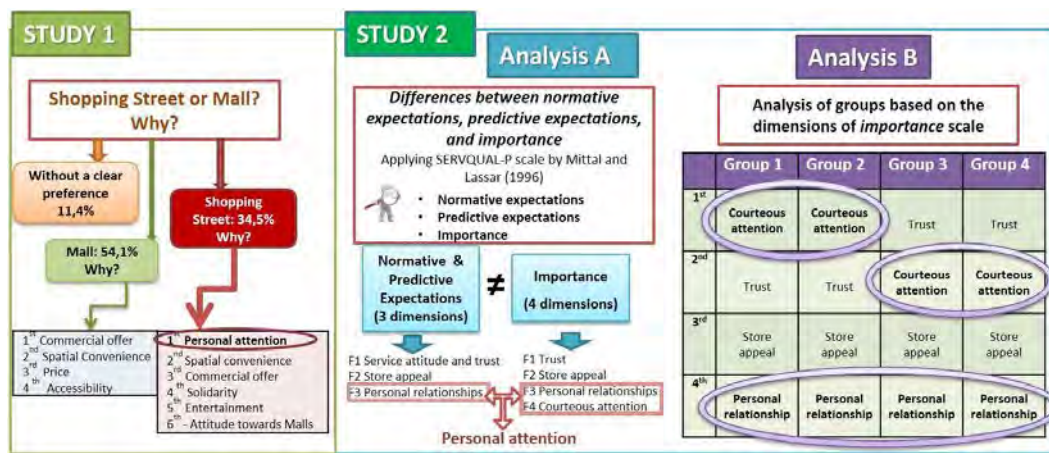 STUDY 1
Shopping Street or Mall?
Why?
Without a clear
preference
11,4%
Mall: 54,1%
Why?
Shopping
Street: 34,5%
Why?
1st Commercial offer
2nd Spatial Convenience
3rd Price
4th Accessibility
1st Personal attention
2nd Spatial convenience
3rd Commercial offer
4th Solidarity
5th Entertainment
6th - Attitude towards Malls
STUDY 2
Analysis A
Differences between normative
expectations, predictive expectations,
and importance
Applying SERVQUAL-P scale by Mittal and
Lassar (1996)
• Normative expectations
• Predictive expectations
• Importance
Normative &
Predictive
Expectations
(3 dimensions)
≠
Importance
(4 dimensions)
F1 Service attitude and trust
F2 Store appeal
F3 Personal relationships
F1 Trust
F2 Store appeal
F3 Personal relationships
F4 Courteous attention
Personal attention
Analysis B
Analysis of groups based on the
dimensions of importance scale
Group 1 Group 2 Group 3 Group 4
1st
Courteous attention
Courteous attention
Trust
Trust
2nd
Trust
Trust
Courteous attention
Courteous attention
3rd
Store appeal
Store appeal
Store appeal
Store appeal
4th
Personal relationship
Personal relationship
Personal relationship
Personal relationship